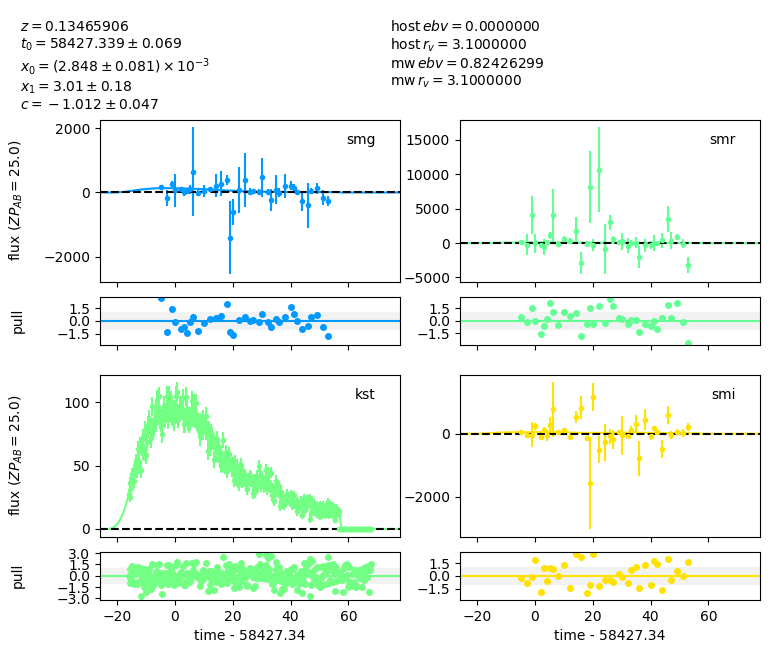 z = 0.13465906
t₀ = 58427.339 ± 0.069
x₀ = (2.848 ± 0.081) × 10⁻³
x₁ = 3.01 ± 0.18
c = −1.012 ± 0.047
host ebv = 0.0000000
host r_v = 3.1000000
mw ebv = 0.82426299
mw r_v = 3.1000000
flux (ZP_AB = 25.0)
2000
0
−2000
smg
15000
10000
5000
0
−5000
smr
pull
1.5
0.0
−1.5
1.5
0.0
−1.5
flux (ZP_AB = 25.0)
100
50
0
kst
0
−2000
smi
pull
3.0
1.5
0.0
−1.5
−3.0
1.5
0.0
−1.5
−20 0 20 40 60
−20 0 20 40 60
time - 58427.34
time - 58427.34